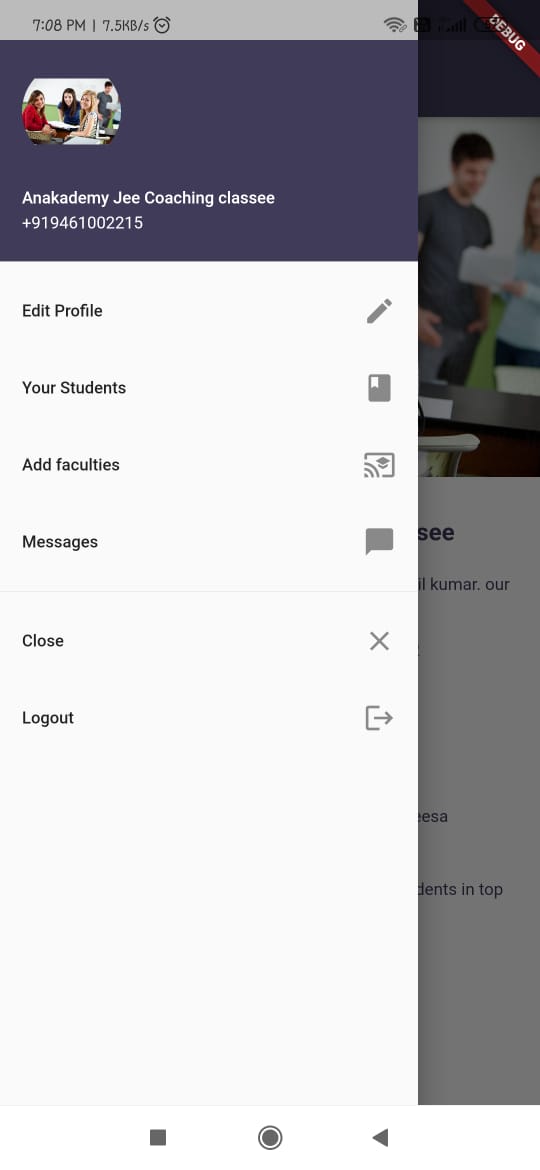 7:08 PM | 7.5KB/s
DEBUG
Anakademy Jee Coaching classee
+919461002215
Edit Profile
Your Students
Add faculties
Messages
see
il kumar. our
Close
Logout
eesa
dents in top